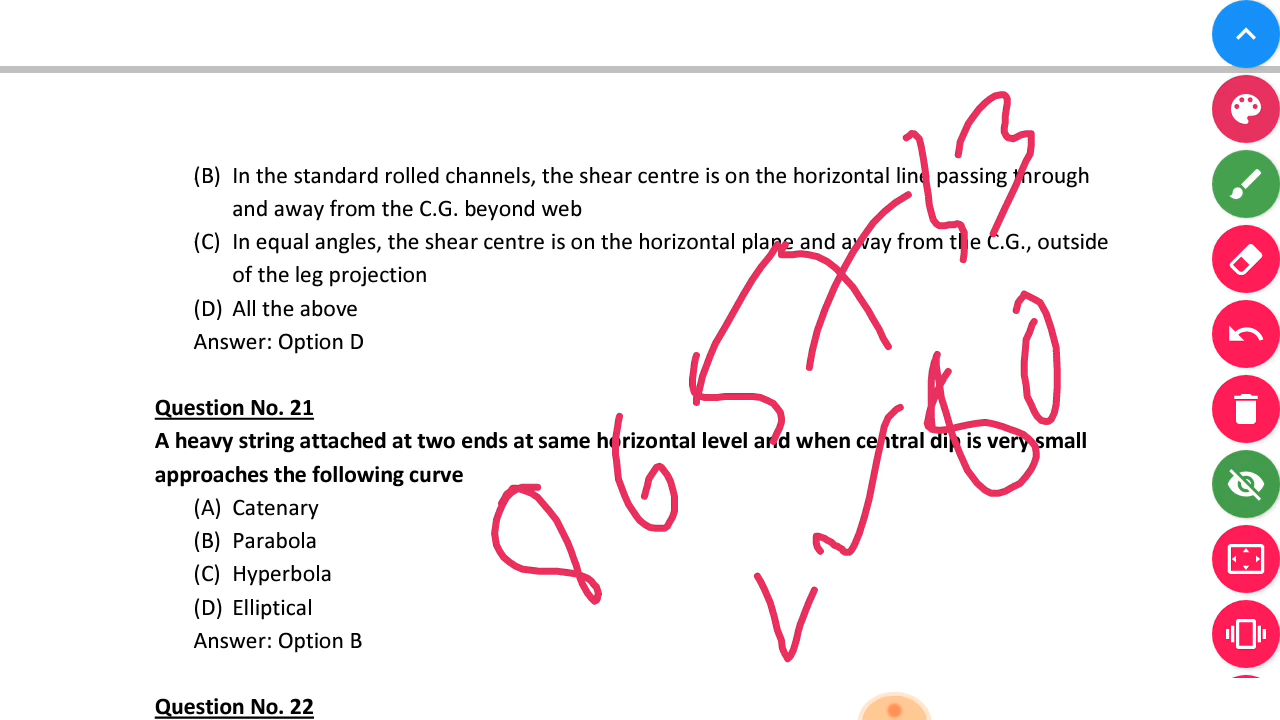 (B) In the standard rolled channels, the shear centre is on the horizontal line passing through
and away from the C.G. beyond web
(C) In equal angles, the shear centre is on the horizontal plane and away from the C.G., outside
of the leg projection
(D) All the above
Answer: Option D
Question No. 21
A heavy string attached at two ends at same horizontal level and when central dip is very small
approaches the following curve
(A) Catenary
(B) Parabola
(C) Hyperbola
(D) Elliptical
Answer: Option B
Question No. 22